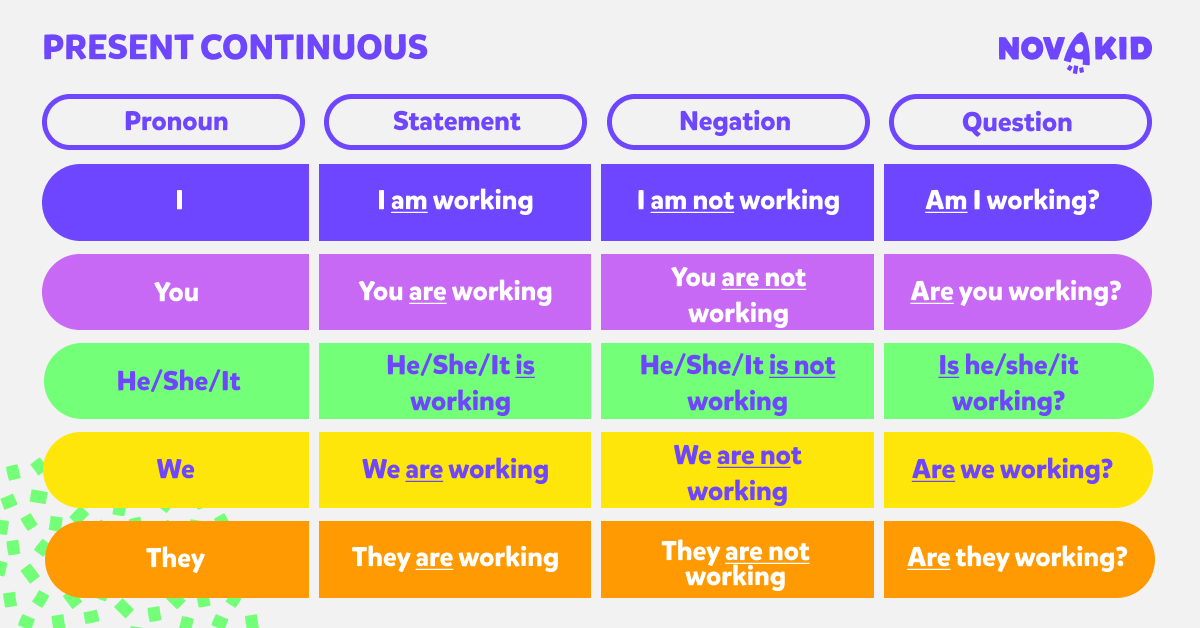 PRESENT CONTINUOUS
NOVAKID
Pronoun
Statement
Negation
Question
I
I am working
I am not working
Am I working?
You
You are working
You are not
working
Are you working?
He/She/It
He/She/It is
working
He/She/It is not
working
Is he/she/it
working?
We
We are working
We are not
working
Are we working?
They
They are working
They are not
working
Are they working?